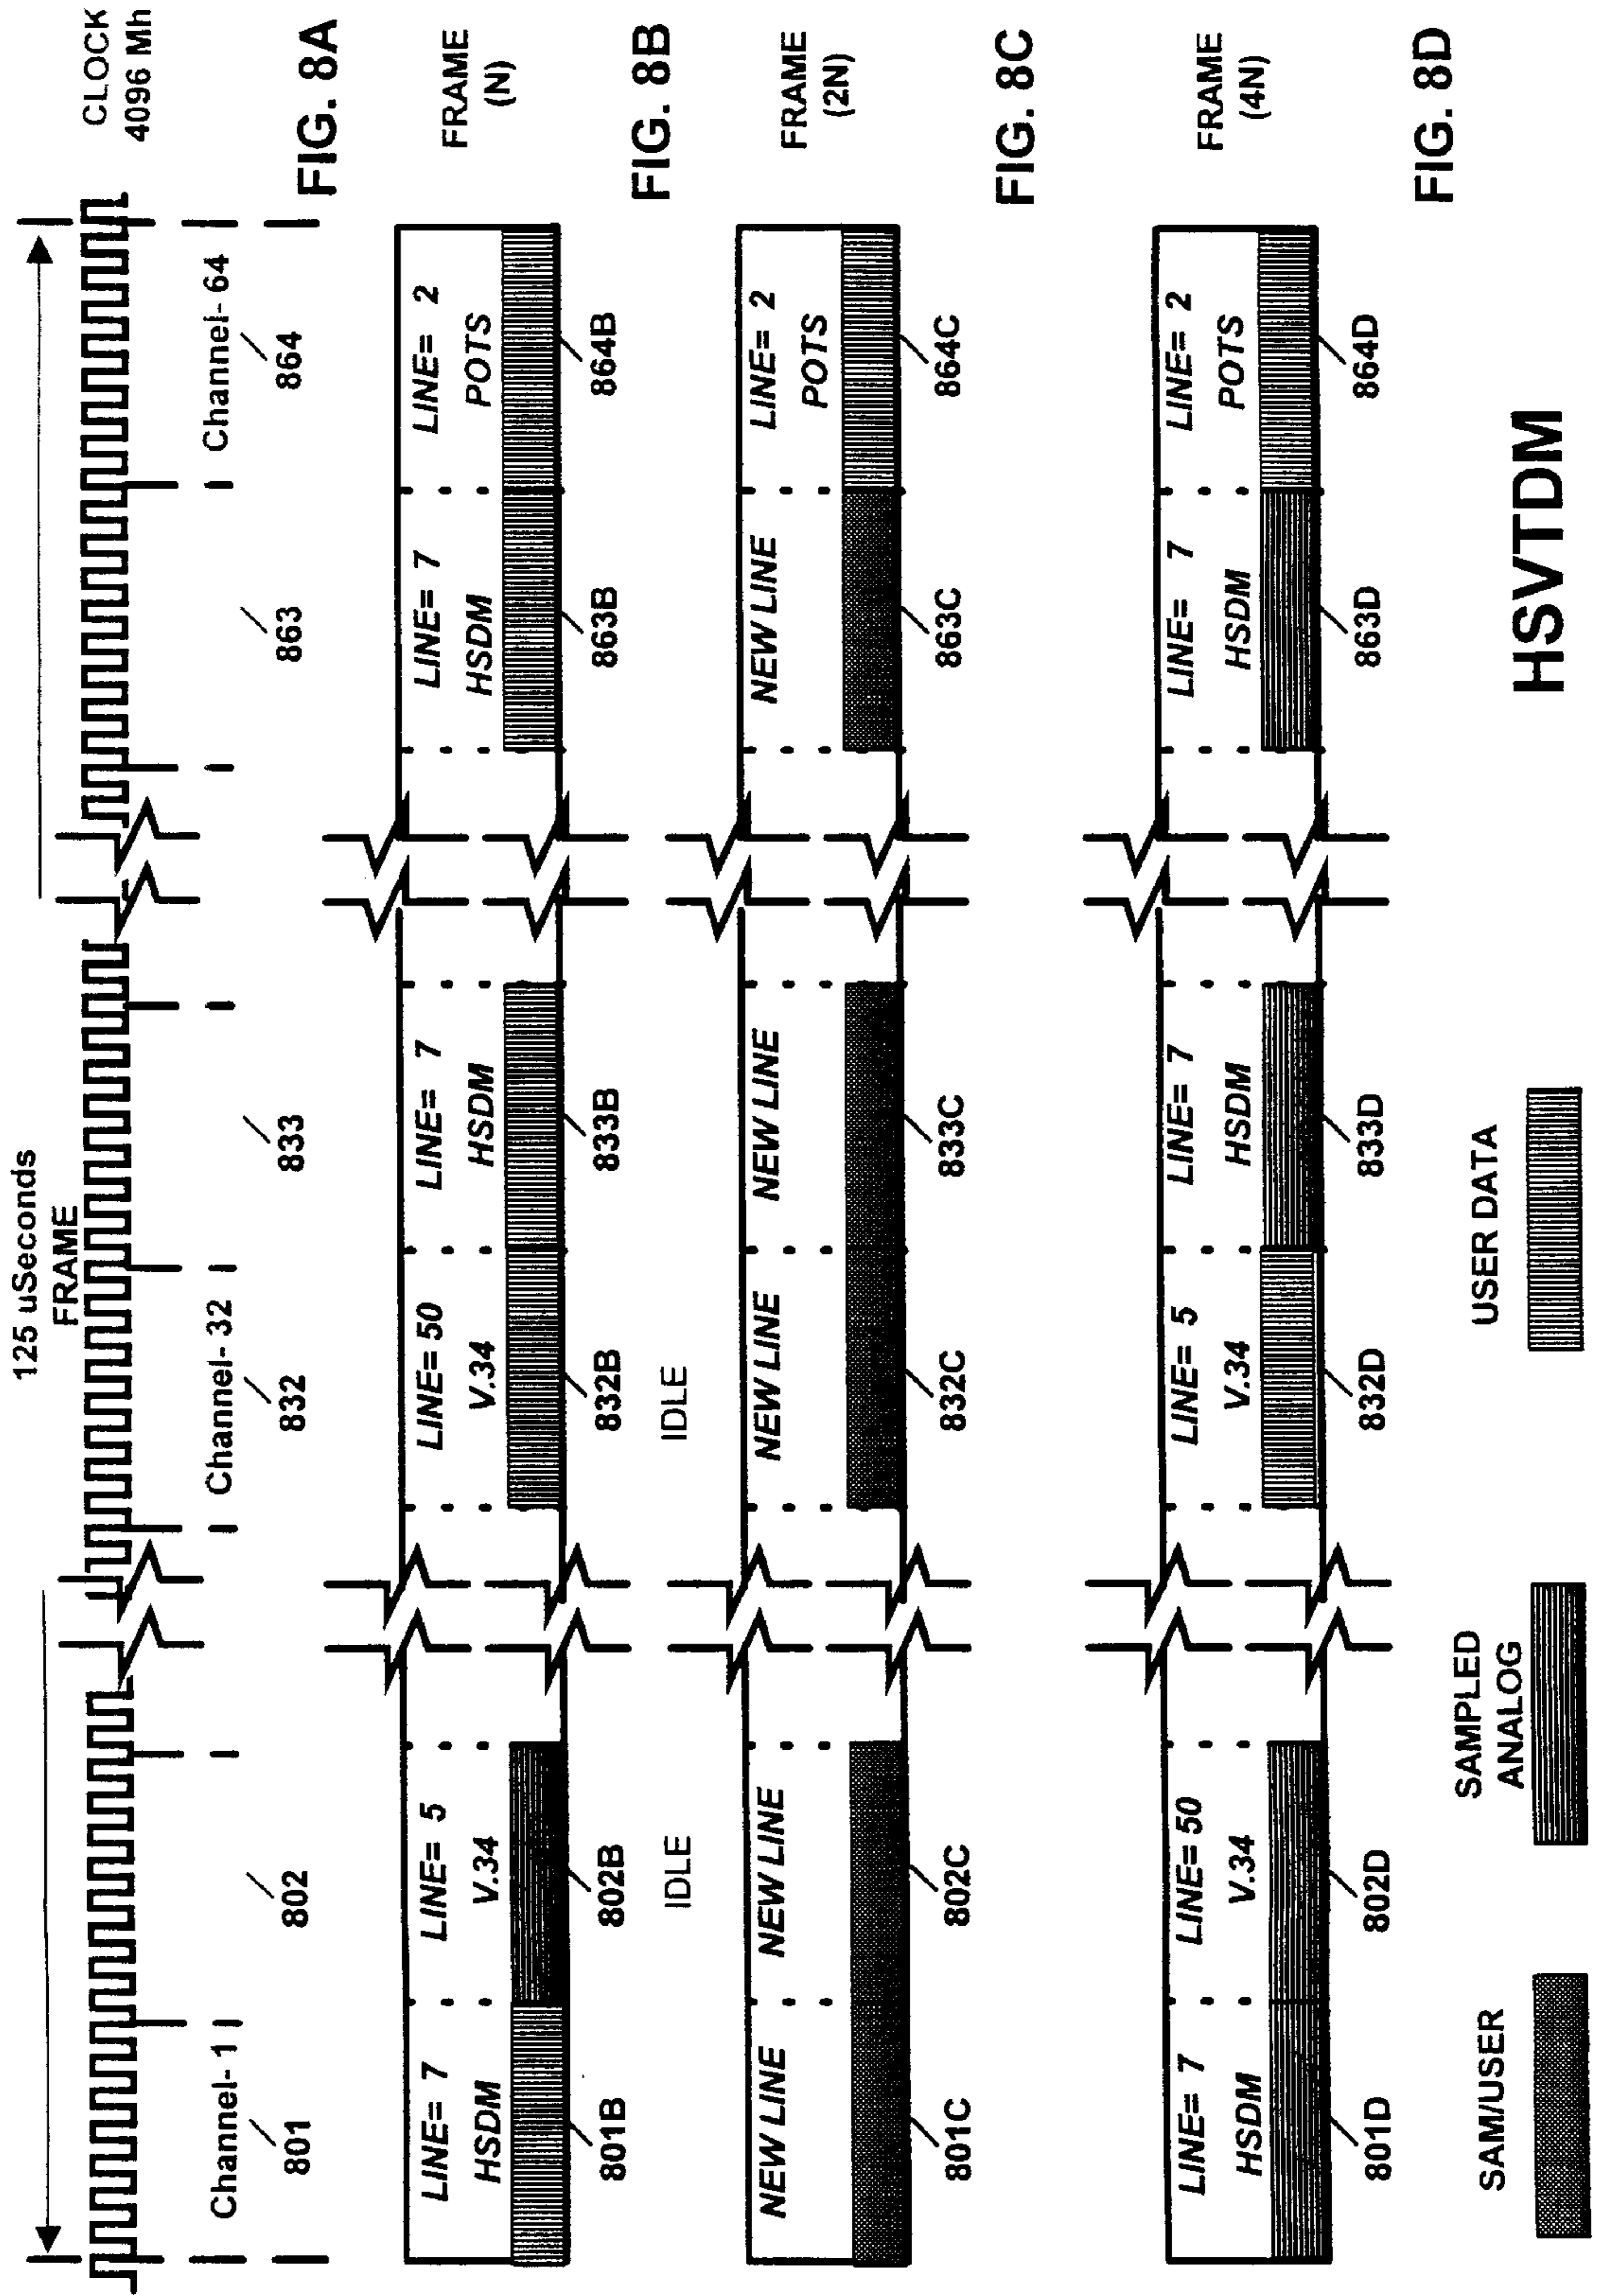 125 uSeconds
FRAME
CLOCK
4096 Mh
Channel- 1
801
802
Channel- 32
832
833
863
Channel- 64
864
FIG. 8A
LINE= 7
HSDM
LINE= 5
V.34
LINE= 50
V.34
LINE= 7
HSDM
LINE= 7
HSDM
LINE= 2
POTS
FRAME
(N)
801B
802B
832B
833B
863B
864B
FIG. 8B
IDLE
IDLE
NEW LINE
NEW LINE
NEW LINE
NEW LINE
NEW LINE
LINE= 2
POTS
FRAME
(2N)
801C
802C
832C
833C
863C
864C
FIG. 8C
LINE= 7
HSDM
LINE= 50
V.34
LINE= 5
V.34
LINE= 7
HSDM
LINE= 7
HSDM
LINE= 2
POTS
FRAME
(4N)
801D
802D
832D
833D
863D
864D
FIG. 8D
SAM/USER
SAMPLED
ANALOG
USER DATA
HSVTDM